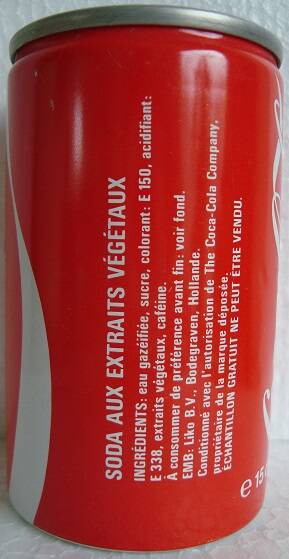 SODA AUX EXTRAITS VÉGÉTAUX
INGRÉDIENTS: eau gazéifiée, sucre, colorant: E 150, acidifiant:
E 338, extraits végétaux, caféine.
À consommer de préférence avant fin: voir fond.
EMB: Liko B.V., Bodegraven, Hollande.
Conditionné avec l'autorisation de The Coca-Cola Company,
propriétaire de la marque déposée.
ÉCHANTILLON GRATUIT NE PEUT ÊTRE VENDU.
e 15